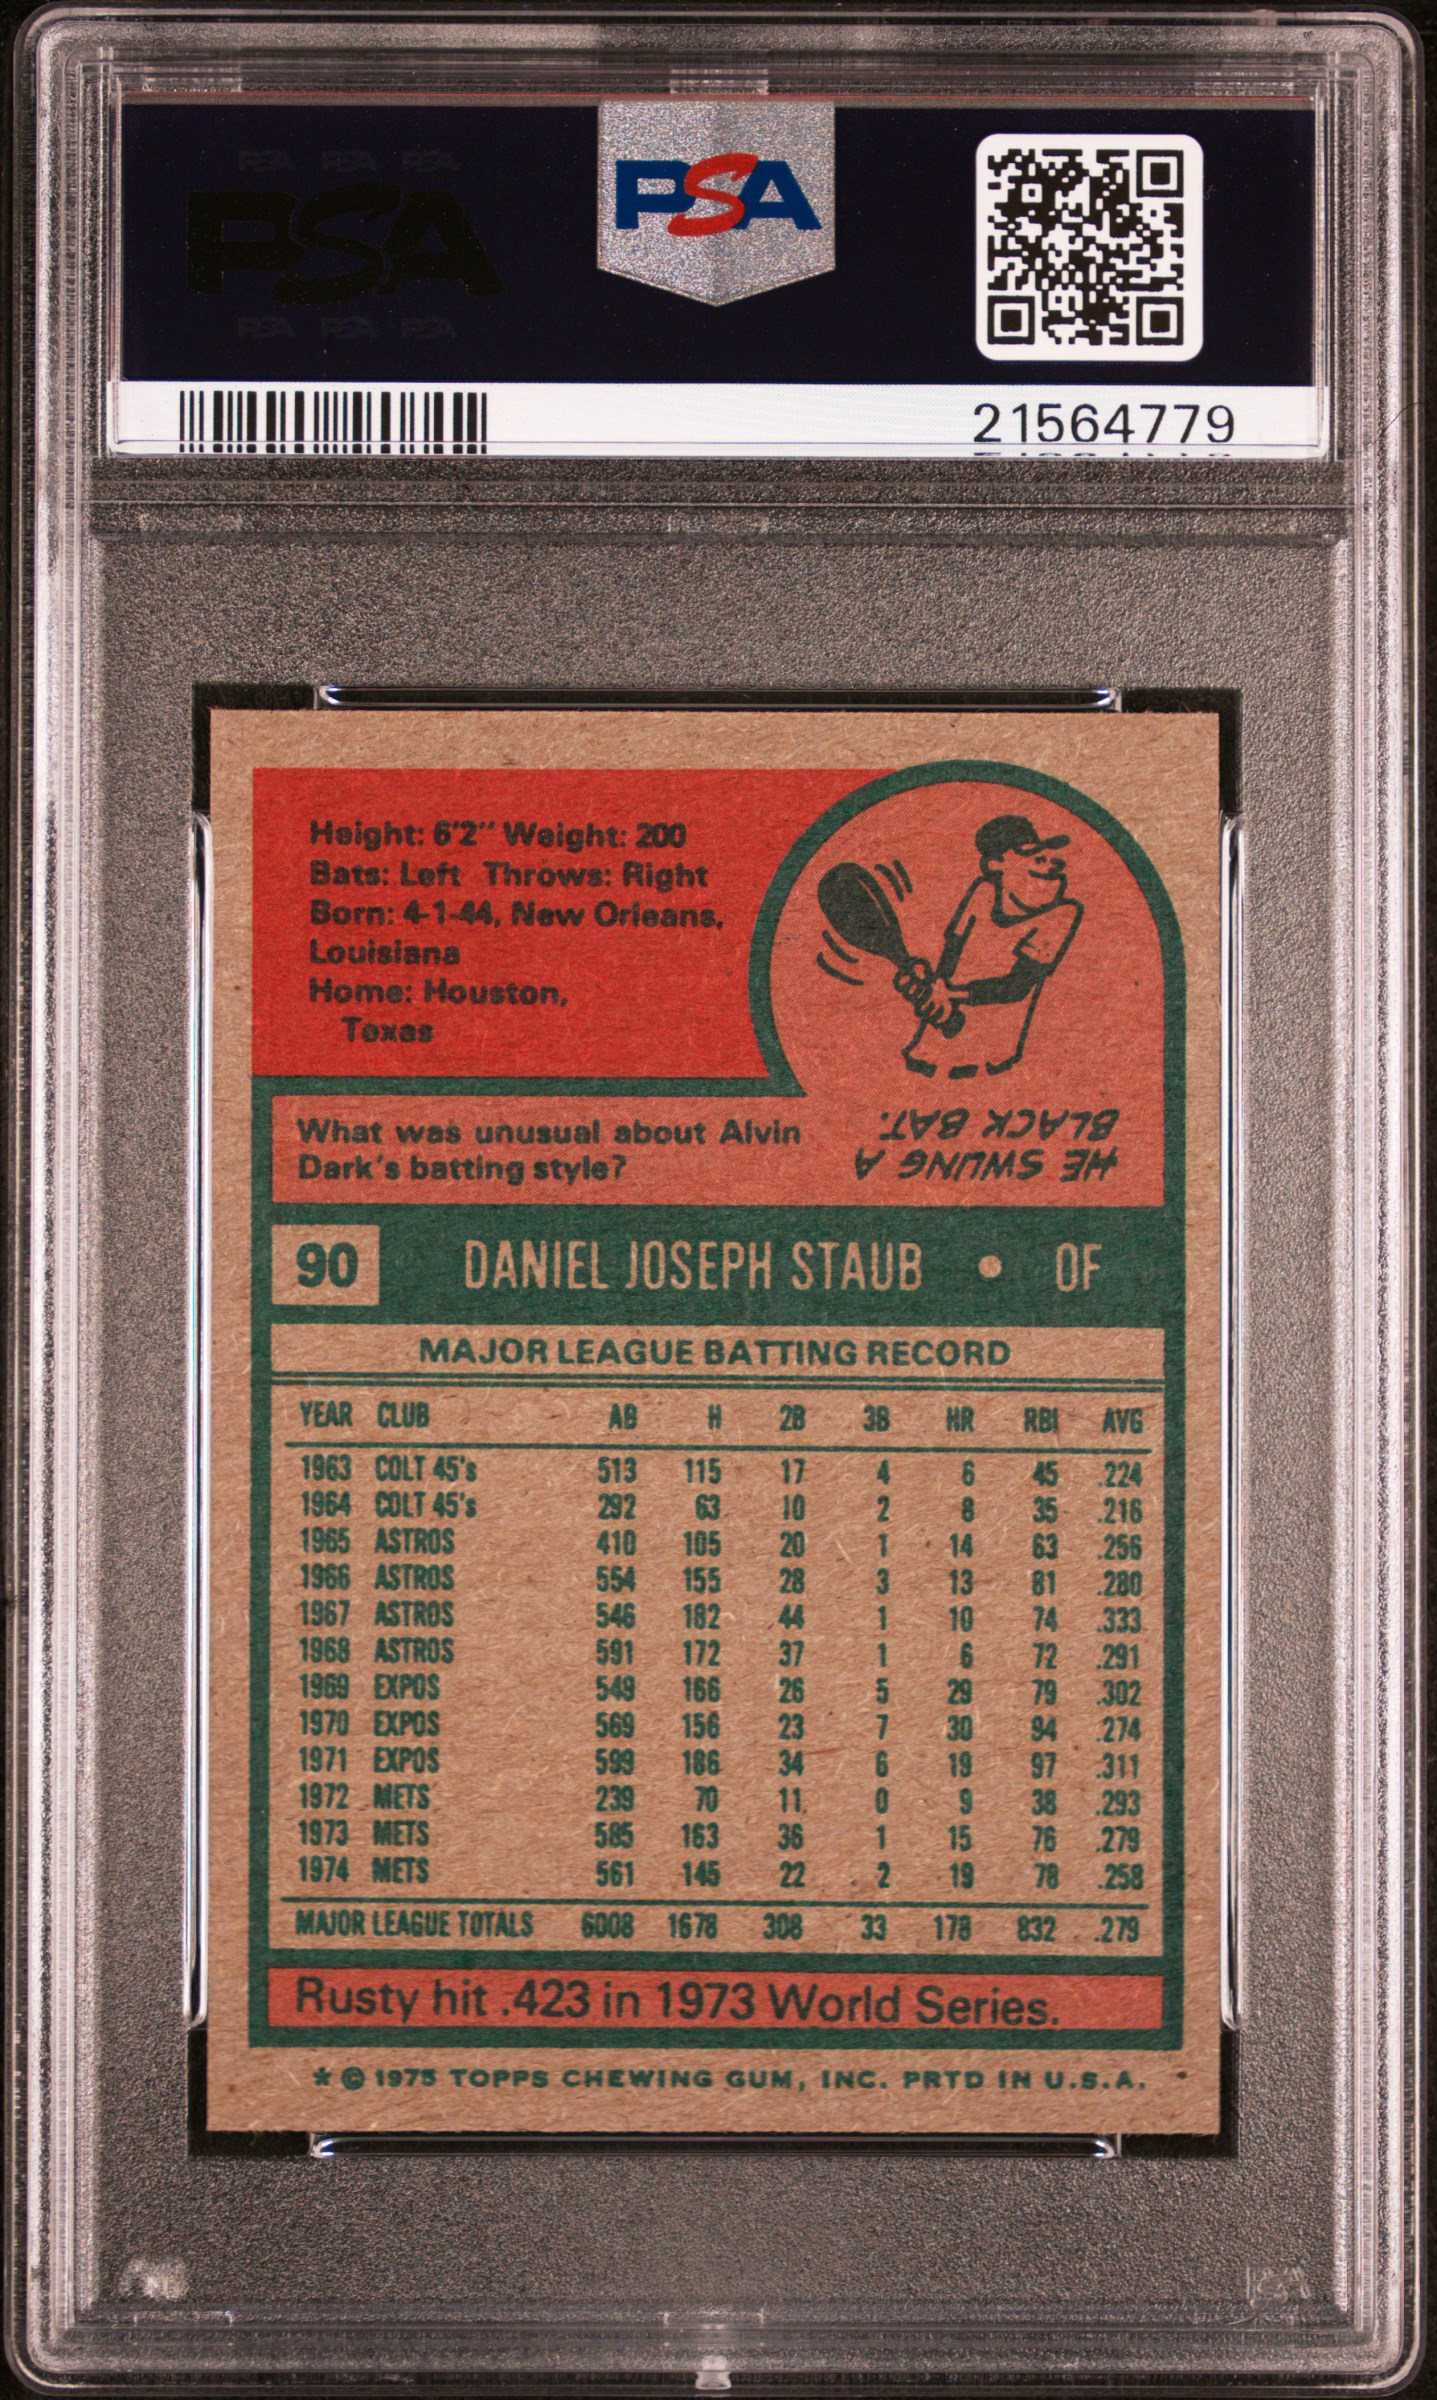 PSA PSA PSA
PSA
PSA PSA PSA
PSA
21564779
Height: 6'2" Weight: 200
Bats: Left Throws: Right
Born: 4-1-44, New Orleans,
Louisiana
Home: Houston,
Texas
What was unusual about Alvin
Dark's batting style?
HE SWUNG A
BLACK BAT.
90 DANIEL JOSEPH STAUB • OF
MAJOR LEAGUE BATTING RECORD
YEAR CLUB AB H 2B 3B HR RBI AVG
1963 COLT 45's 513 115 17 4 6 45 .224
1964 COLT 45's 292 63 10 2 8 35 .216
1965 ASTROS 410 105 20 1 14 63 .256
1966 ASTROS 554 155 28 3 13 81 .280
1967 ASTROS 546 182 44 1 10 74 .333
1968 ASTROS 591 172 37 1 6 72 .291
1969 EXPOS 549 166 26 5 29 79 .302
1970 EXPOS 569 156 23 7 30 94 .274
1971 EXPOS 599 186 34 6 19 97 .311
1972 METS 239 70 11 0 9 38 .293
1973 METS 585 163 36 1 15 76 .279
1974 METS 561 145 22 2 19 78 .258
MAJOR LEAGUE TOTALS 6008 1678 308 33 178 832 .279
Rusty hit .423 in 1973 World Series.
* © 1975 TOPPS CHEWING GUM, INC. PRTD IN U.S.A.
PSA